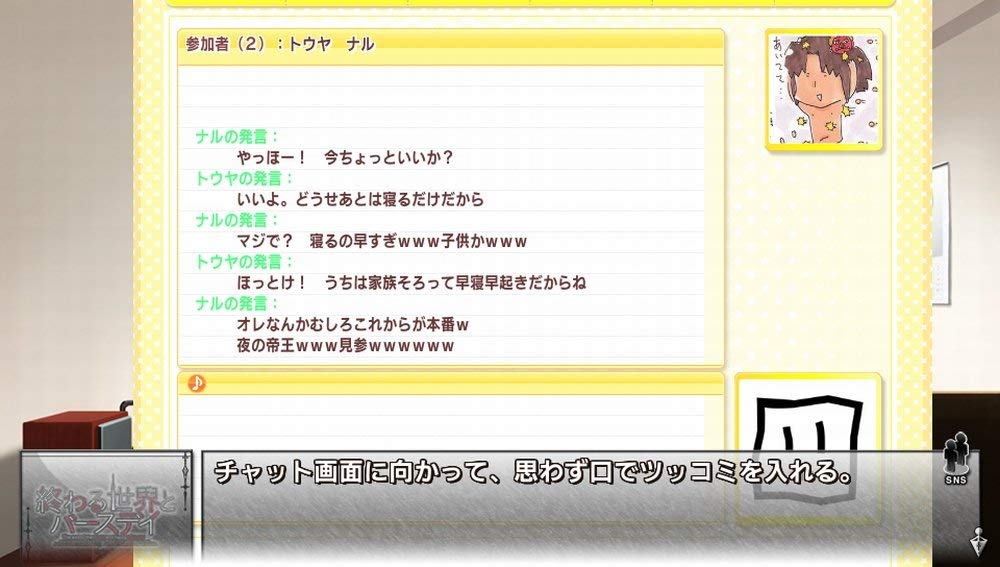 参加者（2）：トウヤ　ナル
あいてて…
ナルの発言：
やっほー！　今ちょっといいか？
トウヤの発言：
いいよ。どうせあとは寝るだけだから
ナルの発言：
マジで？　寝るの早すぎｗｗｗ子供かｗｗｗ
トウヤの発言：
ほっとけ！　うちは家族そろって早寝早起きだからね
ナルの発言：
オレなんかむしろこれからが本番ｗ
夜の帝王ｗｗｗ見参ｗｗｗｗｗｗ
チャット画面に向かって、思わず口でツッコミを入れる。
終わる世界と
バースデイ
SNS